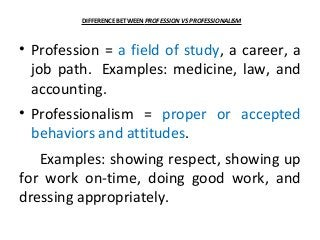 DIFFERENCE BETWEEN PROFESSION VS PROFESSIONALISM
• Profession = a field of study, a career, a
job path. Examples: medicine, law, and
accounting.
• Professionalism = proper or accepted
behaviors and attitudes.
Examples: showing respect, showing up
for work on-time, doing good work, and
dressing appropriately.